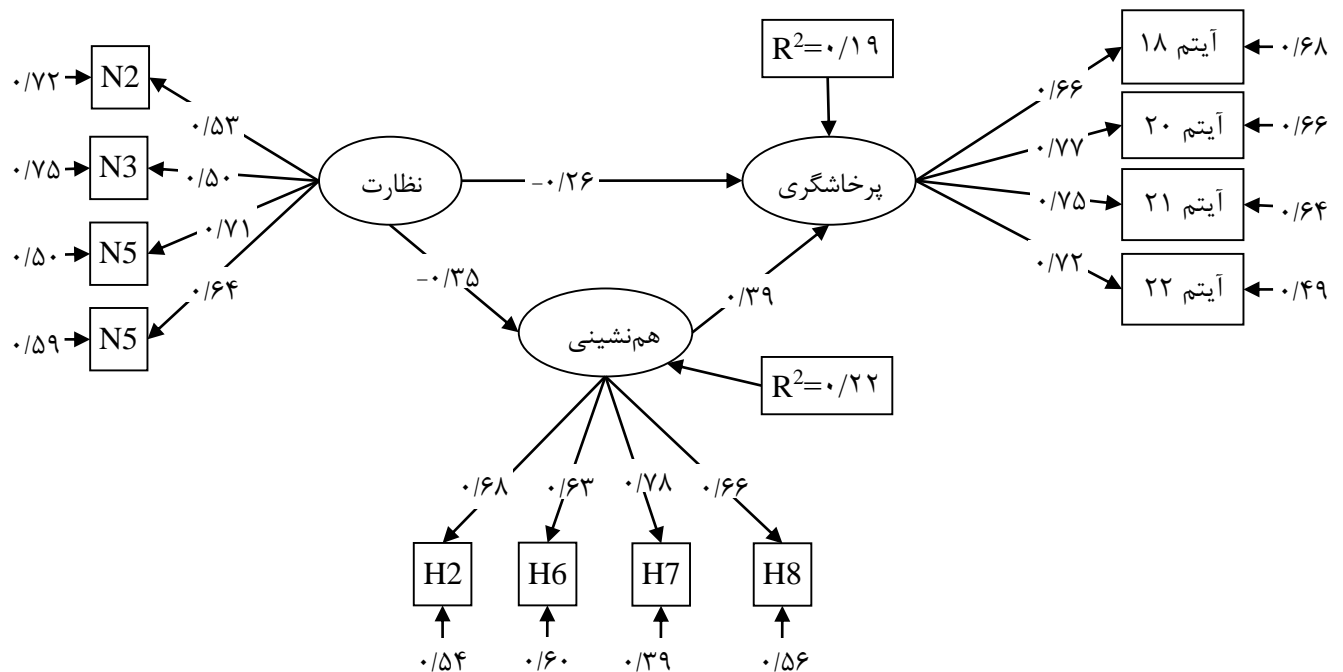 R²=۰/۱۹
آیتم ۱۸
۰/۶۸
۰/۷۲
N2
۰/۵۳
۰/۶۶
آیتم ۲۰
۰/۶۶
۰/۷۷
۰/۷۵
N3
۰/۵۰
نظارت
-۰/۲۶
پرخاشگری
۰/۷۵
آیتم ۲۱
۰/۶۴
۰/۵۰
N5
۰/۷۱
۰/۷۲
آیتم ۲۲
۰/۴۹
۰/۵۹
N5
۰/۶۴
-۰/۳۵
۰/۳۹
هم‌نشینی
R²=۰/۲۲
۰/۶۸
۰/۶۳
۰/۷۸
۰/۶۶
H2
H6
H7
H8
۰/۵۴
۰/۶۰
۰/۳۹
۰/۵۶